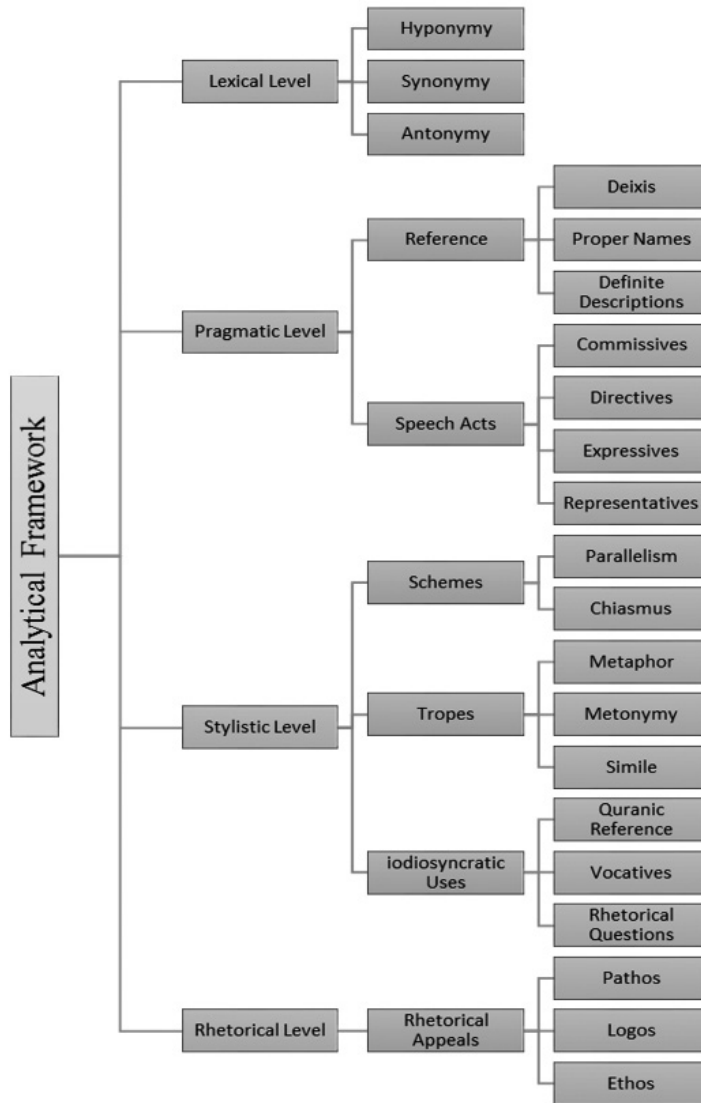 Analytical Framework
Lexical Level
Hyponymy
Synonymy
Antonymy
Pragmatic Level
Reference
Deixis
Proper Names
Definite
Descriptions
Speech Acts
Commissives
Directives
Expressives
Representatives
Stylistic Level
Schemes
Parallelism
Chiasmus
Tropes
Metaphor
Metonymy
Simile
iodiosyncratic
Uses
Quranic
Reference
Vocatives
Rhetorical
Questions
Rhetorical Level
Rhetorical
Appeals
Pathos
Logos
Ethos